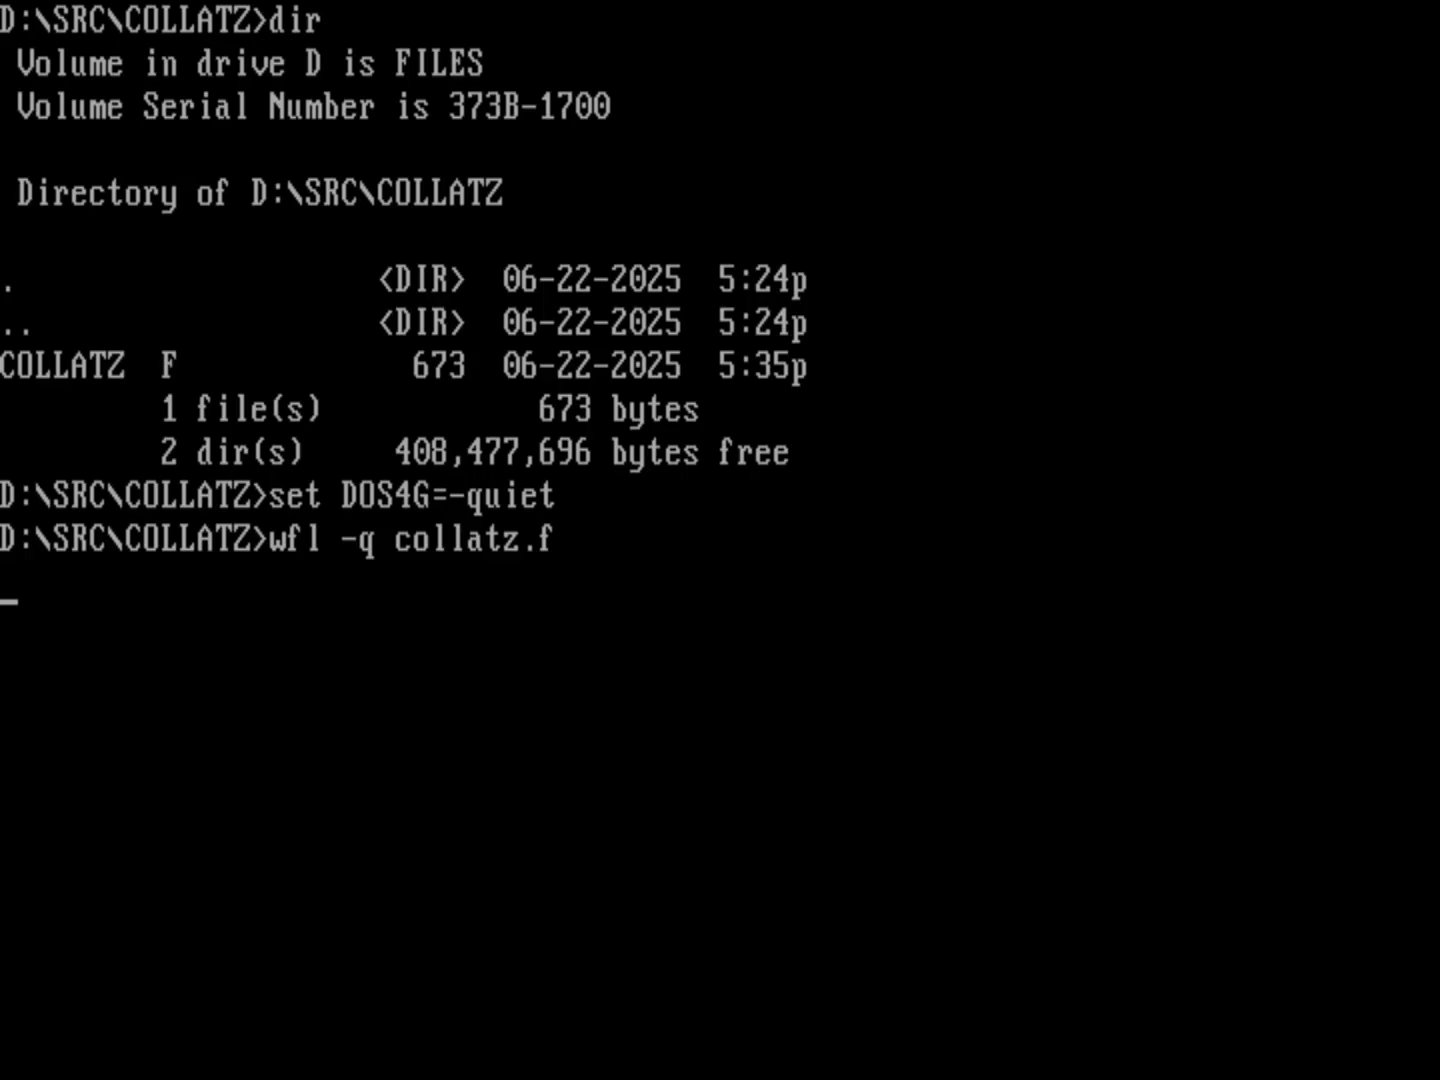 D:\SRC\COLLATZ>dir
 Volume in drive D is FILES
 Volume Serial Number is 373B-1700

 Directory of D:\SRC\COLLATZ

.                    <DIR>  06-22-2025  5:24p
..                   <DIR>  06-22-2025  5:24p
COLLATZ  F             673  06-22-2025  5:35p
         1 file(s)            673 bytes
         2 dir(s)     408,477,696 bytes free
D:\SRC\COLLATZ>set DOS4G=-quiet
D:\SRC\COLLATZ>wfl -q collatz.f